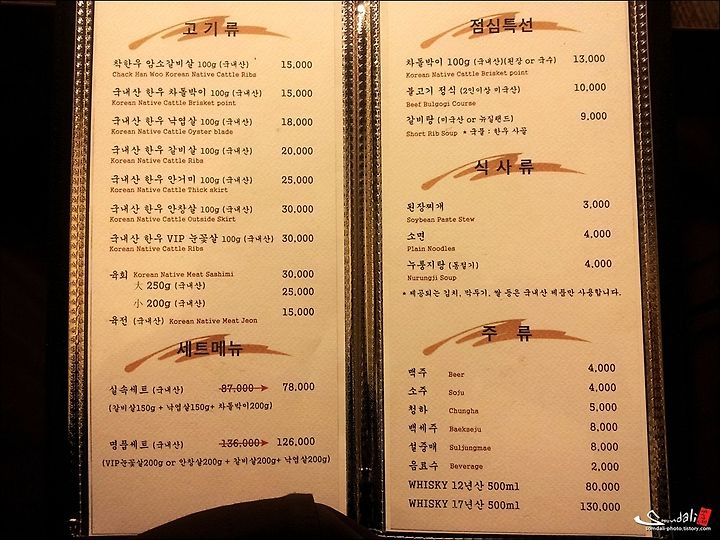 고기류
착한우 암소갈비살 100g (국내산) 15,000
Chack Han Woo Korean Native Cattle Ribs
국내산 한우 차돌박이 100g (국내산) 15,000
Korean Native Cattle Brisket point
국내산 한우 낙엽살 100g (국내산) 18,000
Korean Native Cattle Oyster blade
국내산 한우 갈비살 100g (국내산) 20,000
Korean Native Cattle Ribs
국내산 한우 안거미 100g (국내산) 25,000
Korean Native Cattle Thick skirt
국내산 한우 안창살 100g (국내산) 30,000
Korean Native Cattle Outside Skirt
국내산 한우 VIP 눈꽃살 100g (국내산) 30,000
Korean Native Cattle Ribs
육회 Korean Native Meat Sashimi 30,000
大 250g (국내산) 25,000
小 200g (국내산)
육전 (국내산) Korean Native Meat Jeon 15,000
세트메뉴
실속세트 (국내산) 87,000 78,000
(갈비살150g + 낙엽살150g+ 차돌박이200g)
명품세트 (국내산) 136,000 126,000
(VIP눈꽃살200g or 안창살200g + 갈비살200g+ 낙엽살200g)
점심특선
차돌박이 100g (국내산)(된장 or 국수) 13,000
Korean Native Cattle Brisket point
불고기 정식 (2인이상 미국산) 10,000
Beef Bulgogi Course
갈비탕 (미국산 or 뉴질랜드) 9,000
Short Rib Soup * 국물 : 한우 사골
식사류
된장찌개 3,000
Soybean Paste Stew
소면 4,000
Plain Noodles
누룽지탕 (동절기) 4,000
Nurungji Soup
* 제공되는 김치, 깍두기, 쌀 등은 국내산 제품만 사용합니다.
주 류
맥주 Beer 4,000
소주 Soju 4,000
청하 Chungha 5,000
백세주 Baekseju 8,000
설중매 Suljungmae 8,000
음료수 Beverage 2,000
WHISKY 12년산 500ml 80,000
WHISKY 17년산 500ml 130,000
Somdali
somdali-photo.tistory.com